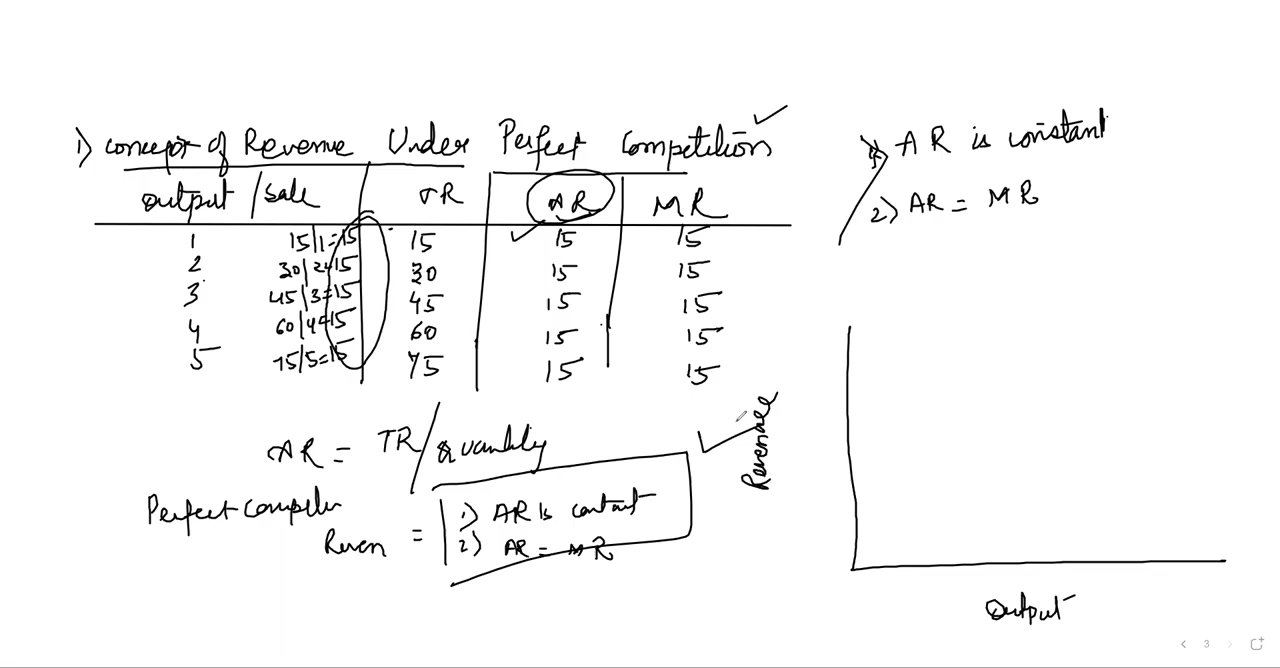 1) Concept of Revenue Under Perfect Competition
Output / Sale TR AR MR
1 15/1=15 15 15 15
2 30/2=15 30 15 15
3 45/3=15 45 15 15
4 60/4=15 60 15 15
5 75/5=15 75 15 15
AR = TR/quantity
Perfect
Reven = 1) AR is
2) AR = MR
1) AR is constant
2) AR = MR
Revenue
Output
3